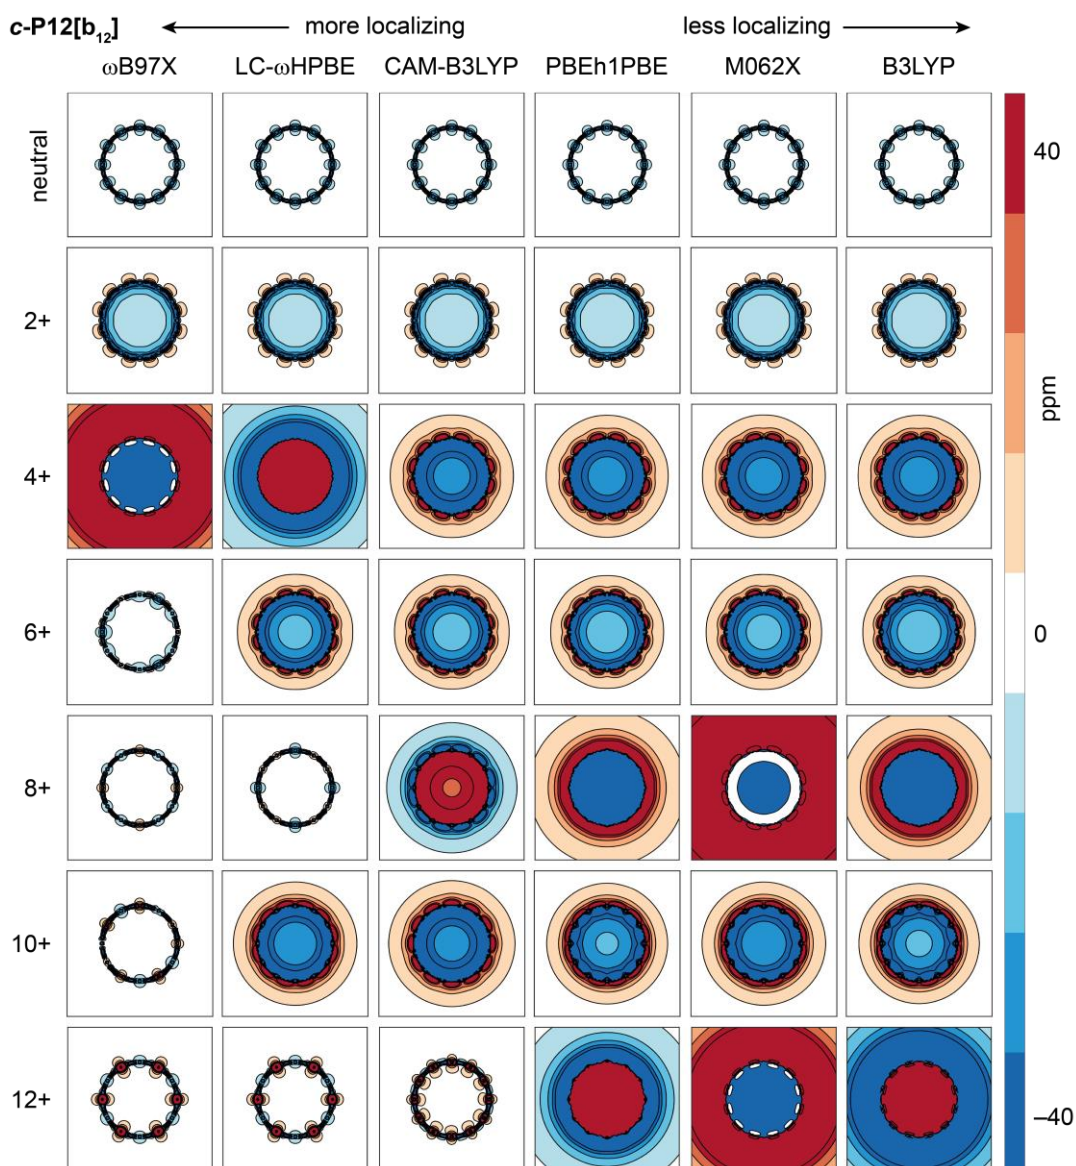 c-P12[b12] more localizing less localizing
ωB97X LC-ωHPBE CAM-B3LYP PBEh1PBE M062X B3LYP
neutral
40
2+
ppm
4+
6+
0
8+
10+
12+
–40